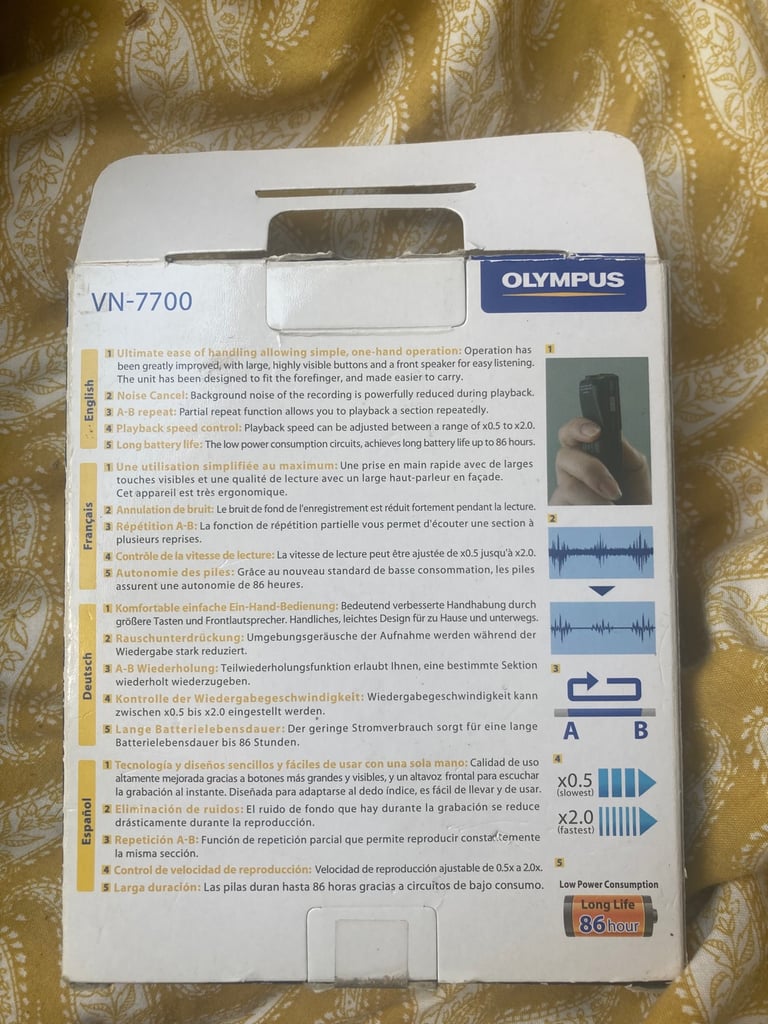 OLYMPUS
VN-7700
English
1 Ultimate ease of handling allowing simple, one-hand operation: Operation has
been greatly improved, with large, highly visible buttons and a front speaker for easy listening.
The unit has been designed to fit the forefinger, and made easier to carry.
2 Noise Cancel: Background noise of the recording is powerfully reduced during playback.
3 A-B repeat: Partial repeat function allows you to playback a section repeatedly.
4 Playback speed control: Playback speed can be adjusted between a range of x0.5 to x2.0.
5 Long battery life: The low power consumption circuits, achieves long battery life up to 86 hours.
Français
1 Une utilisation simplifiée au maximum: Une prise en main rapide avec de larges
touches visibles et une qualité de lecture avec un large haut-parleur en façade.
Cet appareil est très ergonomique.
2 Annulation de bruit: Le bruit de fond de l'enregistrement est réduit fortement pendant la lecture.
3 Répétition A-B: La fonction de répétition partielle vous permet d'écouter une section à
plusieurs reprises.
4 Contrôle de la vitesse de lecture: La vitesse de lecture peut être ajustée de x0.5 jusqu'à x2.0.
5 Autonomie des piles: Grâce au nouveau standard de basse consommation, les piles
assurent une autonomie de 86 heures.
Deutsch
1 Komfortable einfache Ein-Hand-Bedienung: Bedeutend verbesserte Handhabung durch
größere Tasten und Frontlautsprecher. Handliches, leichtes Design für zu Hause und unterwegs.
2 Rauschunterdrückung: Umgebungsgeräusche der Aufnahme werden während der
Wiedergabe stark reduziert.
3 A-B Wiederholung: Teilwiederholungsfunktion erlaubt Ihnen, eine bestimmte Sektion
wiederholt wiederzugeben.
4 Kontrolle der Wiedergabegeschwindigkeit: Wiedergabegeschwindigkeit kann
zwischen x0.5 bis x2.0 eingestellt werden.
5 Lange Batterielebensdauer: Der geringe Stromverbrauch sorgt für eine lange
Batterielebensdauer bis 86 Stunden.
Español
1 Tecnología y diseños sencillos y fáciles de usar con una sola mano: Calidad de uso
altamente mejorada gracias a botones más grandes y visibles, y un altavoz frontal para escuchar
la grabación al instante. Diseñada para adaptarse al dedo índice, es fácil de llevar y de usar.
2 Eliminación de ruidos: El ruido de fondo que hay durante la grabación se reduce
drásticamente durante la reproducción.
3 Repetición A-B: Función de repetición parcial que permite reproducir constantemente
la misma sección.
4 Control de velocidad de reproducción: Velocidad de reproducción ajustable de 0.5x a 2.0x.
5 Larga duración: Las pilas duran hasta 86 horas gracias a circuitos de bajo consumo.
1
2
3
A B
4
x0.5
(slowest)
x2.0
(fastest)
5
Low Power Consumption
Long Life
86 hour